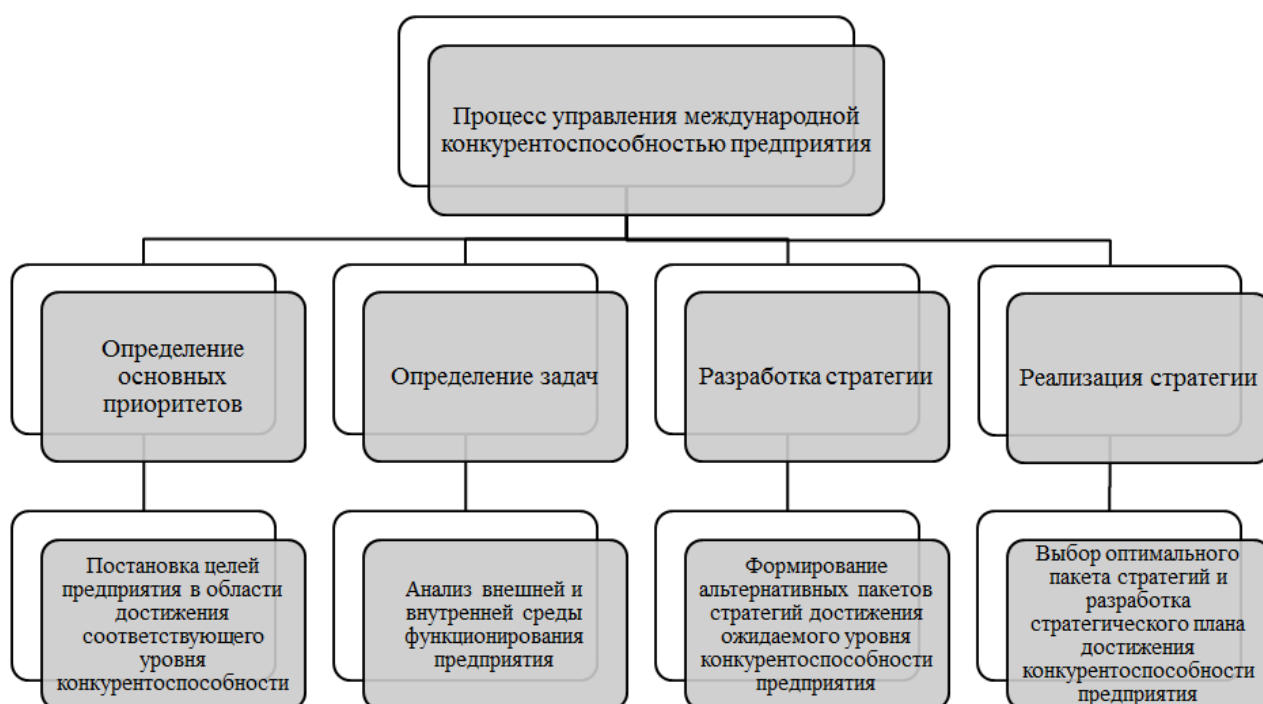 Процесс управления международной
конкурентоспособностью предприятия
Определение
основных
приоритетов
Определение задач
Разработка стратегии
Реализация стратегии
Постановка целей
предприятия в области
достижения
соответствующего
уровня
конкурентоспособности
Анализ внешней и
внутренней среды
функционирования
предприятия
Формирование
альтернативных пакетов
стратегий достижения
ожидаемого уровня
конкурентоспособности
предприятия
Выбор оптимального
пакета стратегий и
разработка
стратегического плана
достижения
конкурентоспособности
предприятия